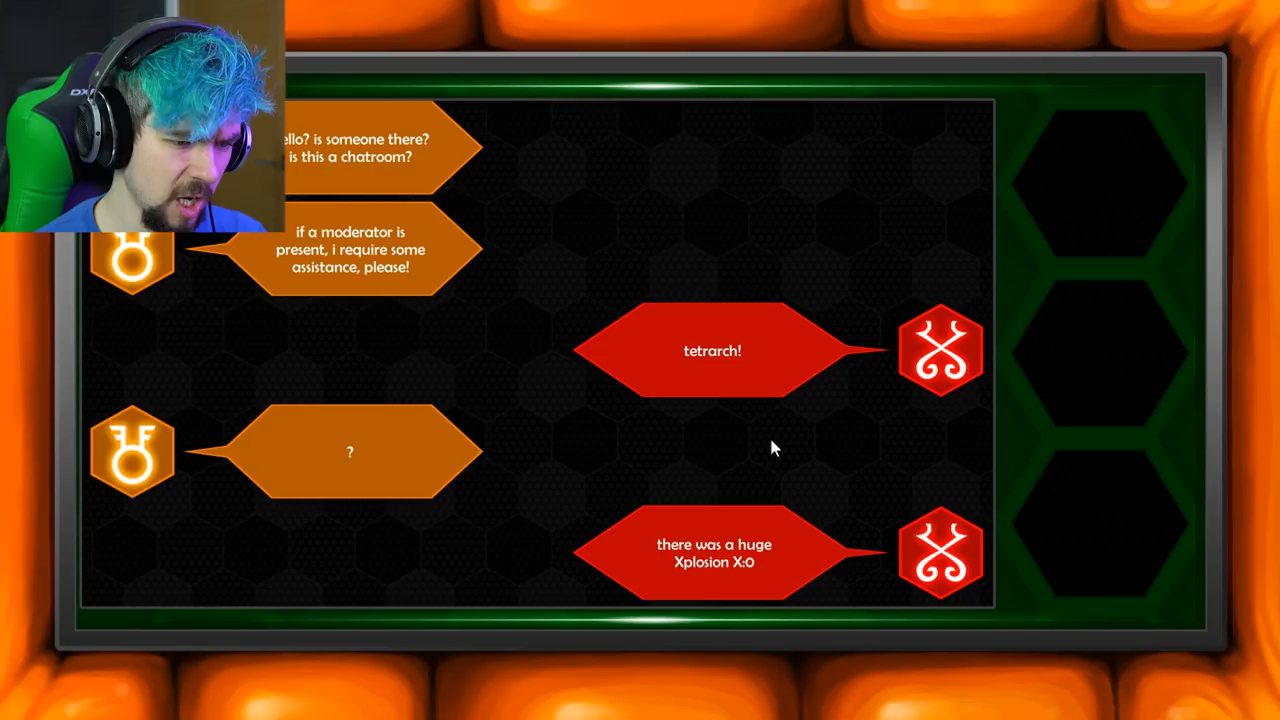 ello? is someone there?
is this a chatroom?
if a moderator is
present, i require some
assistance, please!
tetrarch!
?
there was a huge
Xplosion X:0